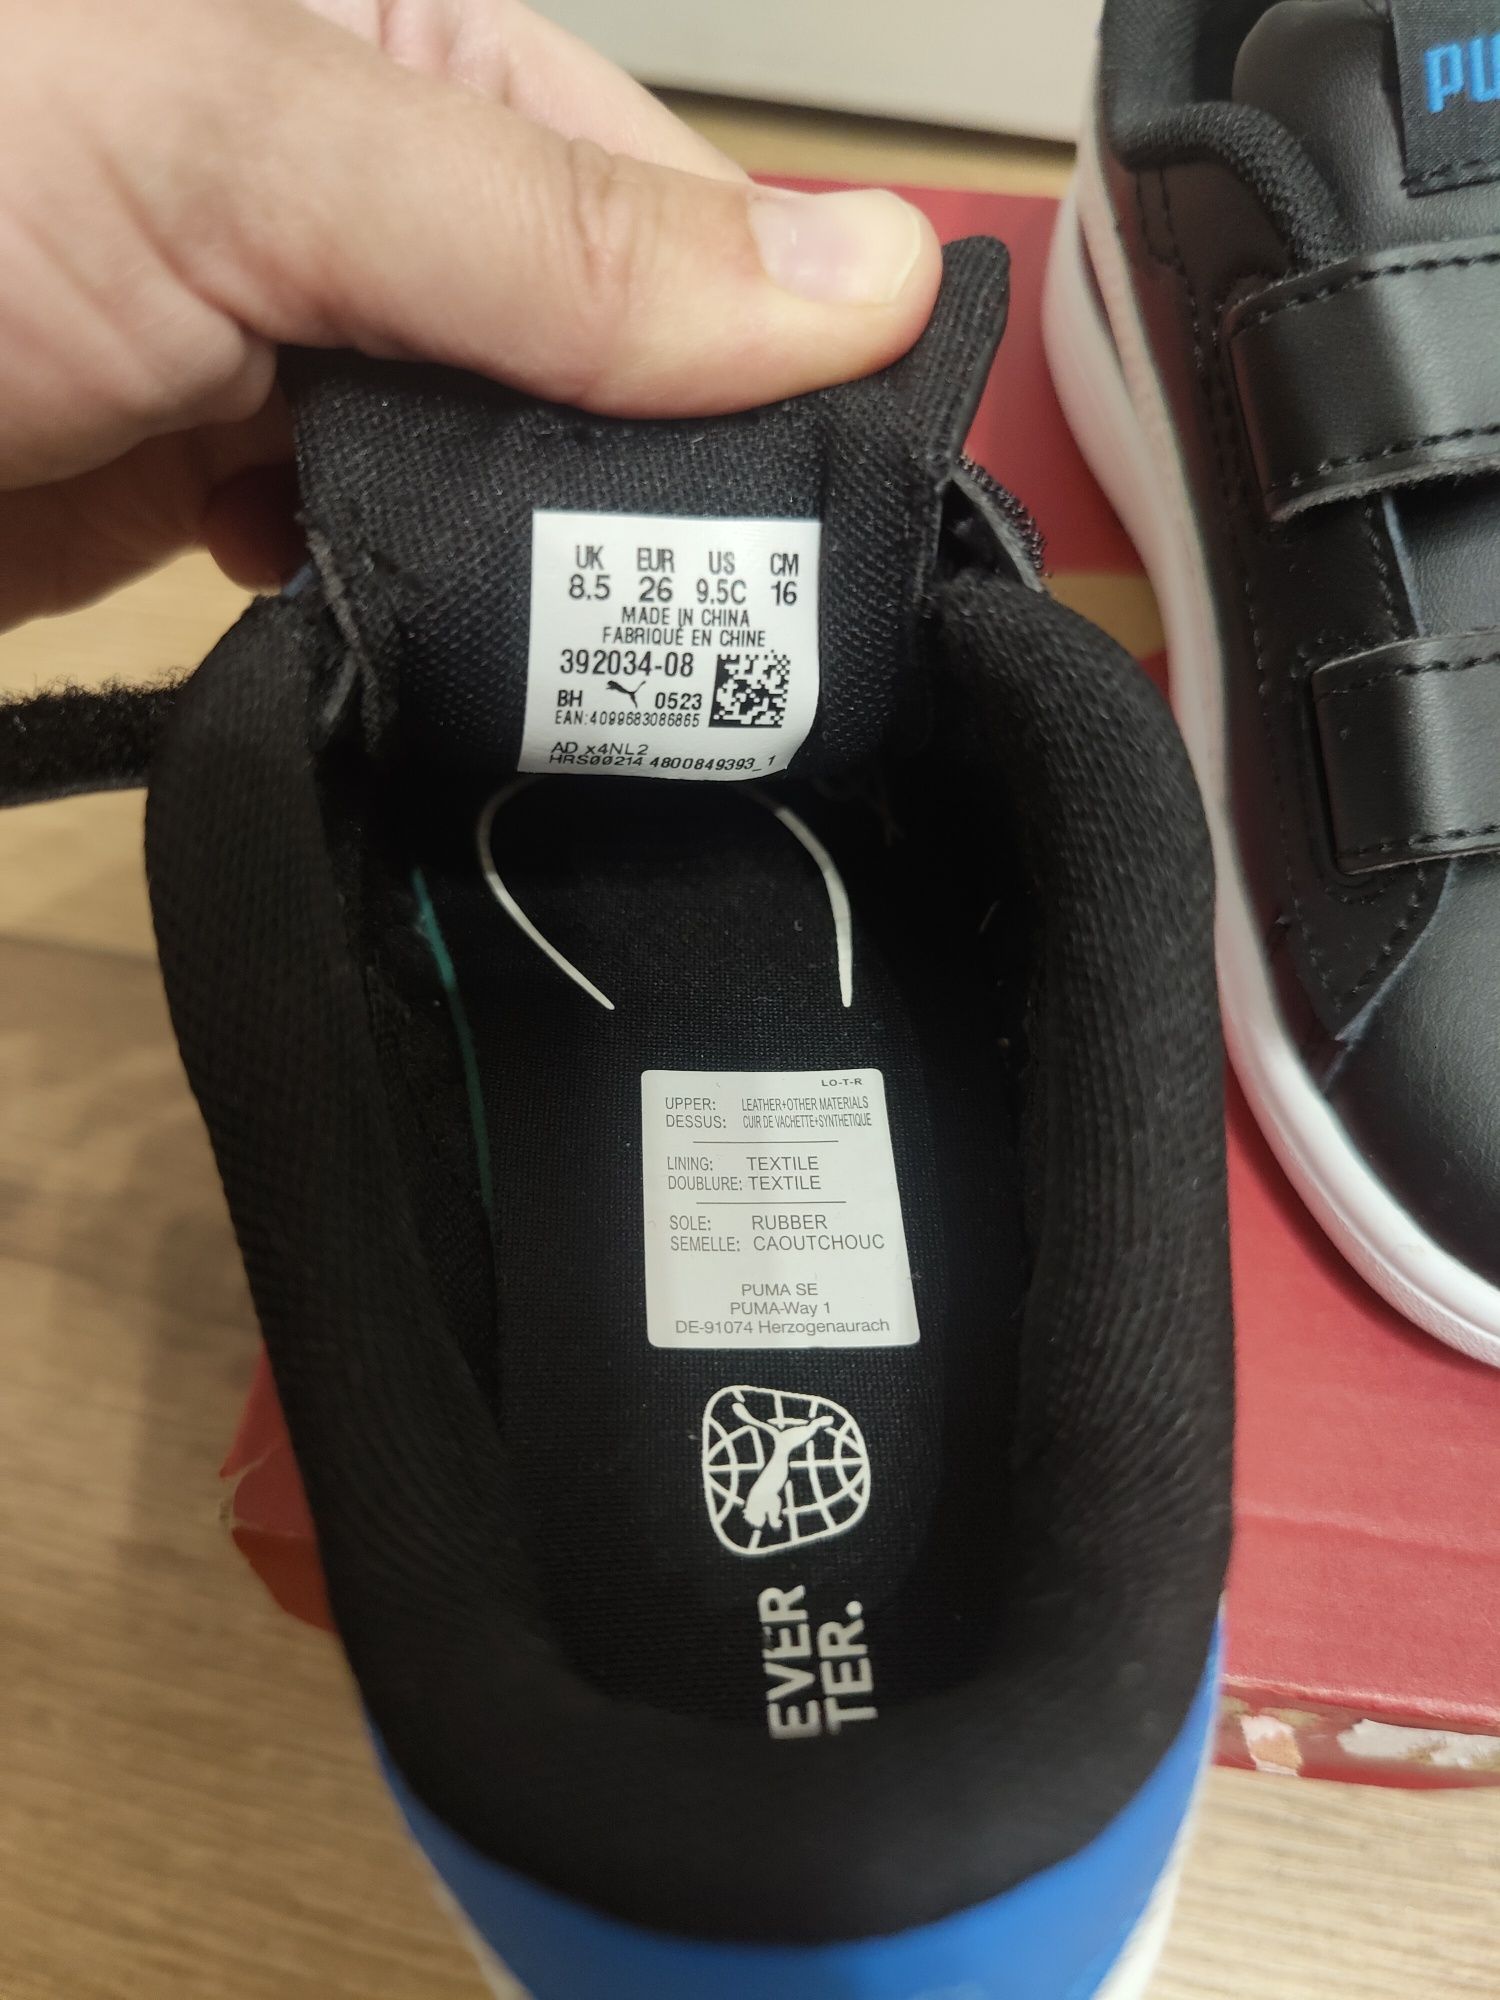 UK EUR US CM
8.5 26 9.5C 16
MADE IN CHINA
FABRIQUÉ EN CHINE
392034-08
BH 0523
EAN:4099683086865
AD x4NL2
HRS00214 4800849393_1
LO-T-R
UPPER: LEATHER+OTHER MATERIALS
DESSUS: CUIR DE VACHETTE+SYNTHETIQUE
LINING: TEXTILE
DOUBLURE: TEXTILE
SOLE: RUBBER
SEMELLE: CAOUTCHOUC
PUMA SE
PUMA-Way 1
DE-91074 Herzogenaurach
EVER
TER.
PU